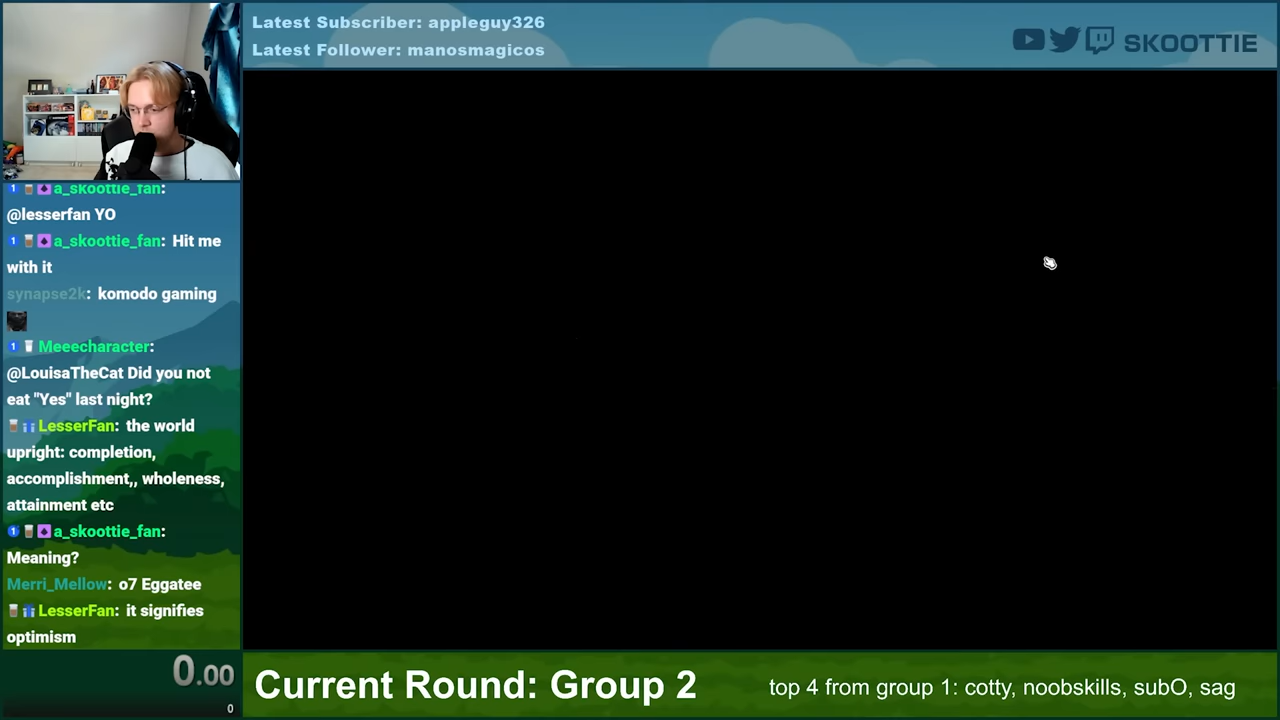 Latest Subscriber: appleguy326
Latest Follower: manosmagicos
SKOOTTIE
a_skoottie_fan:
@lesserfan YO
a_skoottie_fan: Hit me
with it
synapse2k: komodo gaming
Meeecharacter:
@LouisaTheCat Did you not
eat "Yes" last night?
LesserFan: the world
upright: completion,
accomplishment,, wholeness,
attainment etc
a_skoottie_fan:
Meaning?
Merri_Mellow: o7 Eggatee
LesserFan: it signifies
optimism
0.00
0
Current Round: Group 2
top 4 from group 1: cotty, noobskills, subO, sag